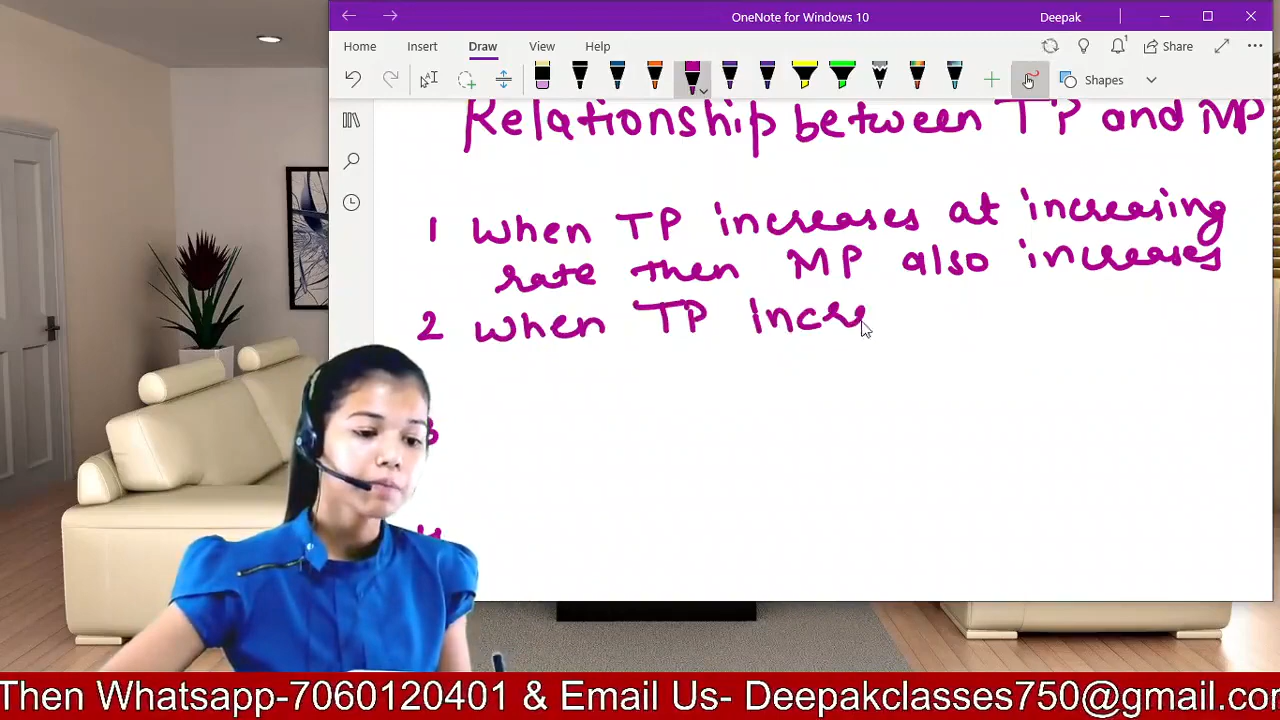 OneNote for Windows 10
Deepak
Home Insert Draw View Help
Share
Shapes
Relationship between TP and MP
1 When TP increases at increasing
rate then MP also increases
2 When TP incre
3
4
Then Whatsapp-7060120401 & Email Us- Deepakclasses750@gmail.com